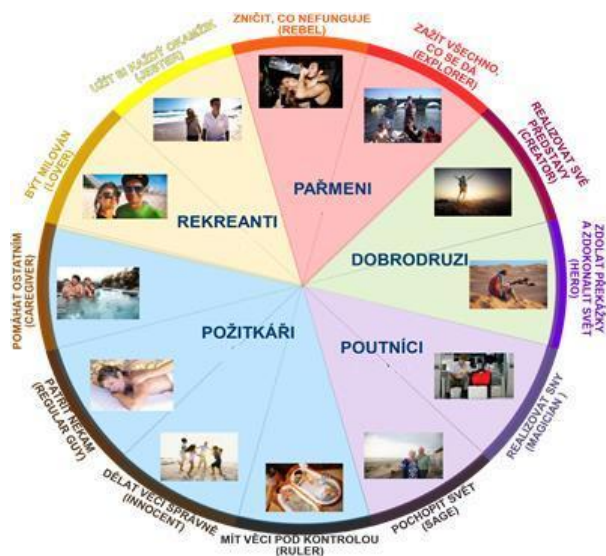 ZNIČIT, CO NEFUNGUJE
(REBEL)
ZAŽÍT VŠECHNO,
CO SE DÁ
(EXPLORER)
REALIZOVAT SVÉ
PŘEDSTAVY
(CREATOR)
ZDOLAT PŘEKÁŽKY
A ZDOKONALIT SVĚT
(HERO)
REALIZOVAT SNY
(MAGICIAN )
POCHOPIT SVĚT
(SAGE)
MÍT VĚCI POD KONTROLOU
(RULER)
DĚLAT VĚCI SPRÁVNĚ
(INNOCENT)
PATŘIT NĚKAM
(REGULAR GUY)
POMÁHAT OSTATNÍM
(CAREGIVER)
BÝT MILOVÁN
(LOVER)
UŽÍT SI KAŽDÝ OKAMŽIK
(JESTER)
PAŘMENI
REKREANTI
DOBRODRUZI
POŽITKÁŘI
POUTNÍCI